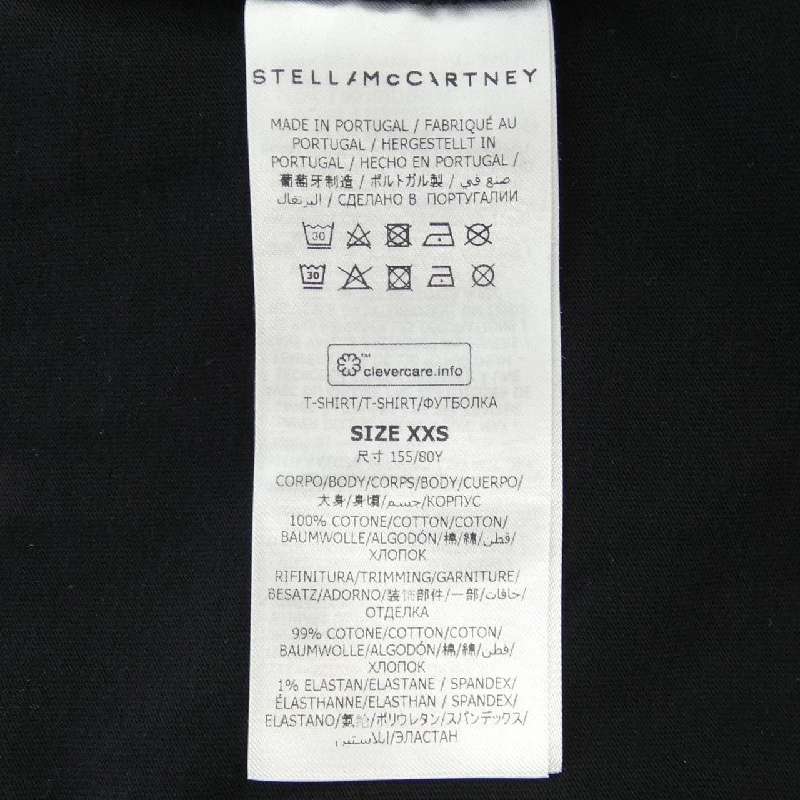 STELLA McCARTNEY
MADE IN PORTUGAL / FABRIQUÉ AU
PORTUGAL / HERGESTELLT IN
PORTUGAL / HECHO EN PORTUGAL /
葡萄牙制造 / ポルトガル製 / صنع في /
البرتغال / СДЕЛАНО В ПОРТУГАЛИИ
30
30
™
clevercare.info
T-SHIRT/T-SHIRT/ФУТБОЛКА
SIZE XXS
尺寸 155/80Y
CORPO/BODY/CORPS/BODY/CUERPO/
大身/身頃/جسم/КОРПУС
100% COTONE/COTTON/COTON/
BAUMWOLLE/ALGODÓN/棉/綿/قطن/
ХЛОПОК
RIFINITURA/TRIMMING/GARNITURE/
BESATZ/ADORNO/装饰部件/一部/حافات/
ОТДЕЛКА
99% COTONE/COTTON/COTON/
BAUMWOLLE/ALGODÓN/棉/綿/قطن/
ХЛОПОК
1% ELASTAN/ELASTANE / SPANDEX/
ÉLASTHANNE/ELASTHAN / SPANDEX/
ELASTANO/氨纶/ポリウレタン/スパンデックス/
إيلاستين/ЭЛАСТАН